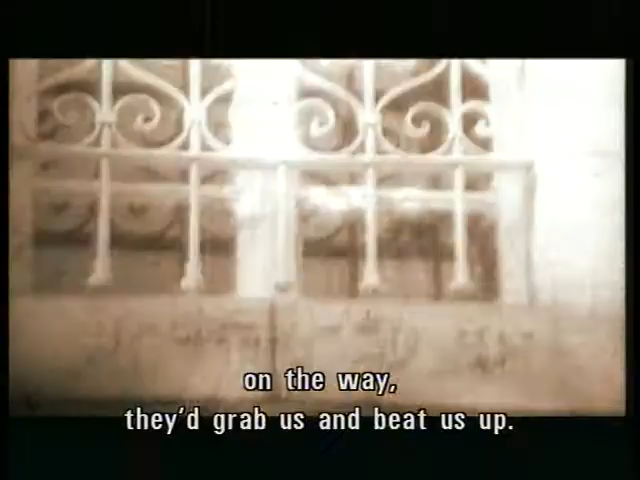 on the way,
they'd grab us and beat us up.